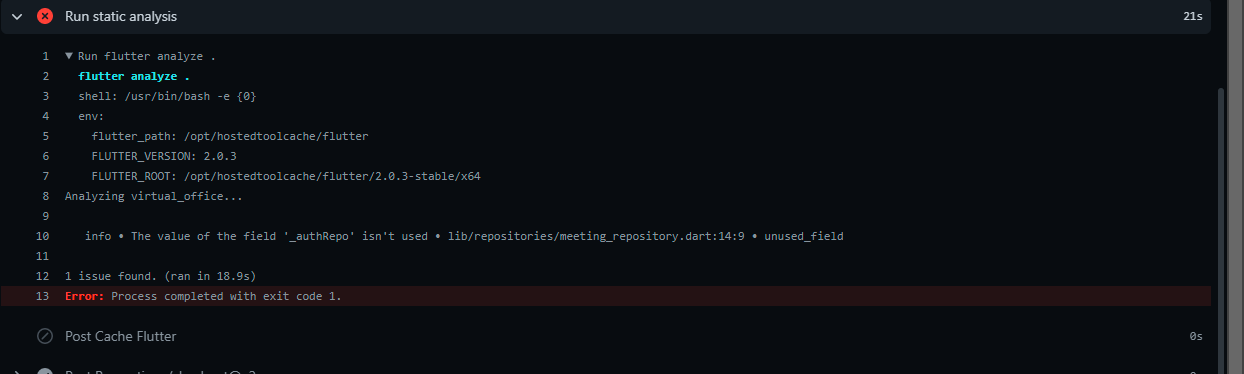 Run static analysis 21s
1 ▼ Run flutter analyze .
2 flutter analyze .
3 shell: /usr/bin/bash -e {0}
4 env:
5 flutter_path: /opt/hostedtoolcache/flutter
6 FLUTTER_VERSION: 2.0.3
7 FLUTTER_ROOT: /opt/hostedtoolcache/flutter/2.0.3-stable/x64
8 Analyzing virtual_office...
9
10 info • The value of the field '_authRepo' isn't used • lib/repositories/meeting_repository.dart:14:9 • unused_field
11
12 1 issue found. (ran in 18.9s)
13 Error: Process completed with exit code 1.
Post Cache Flutter 0s